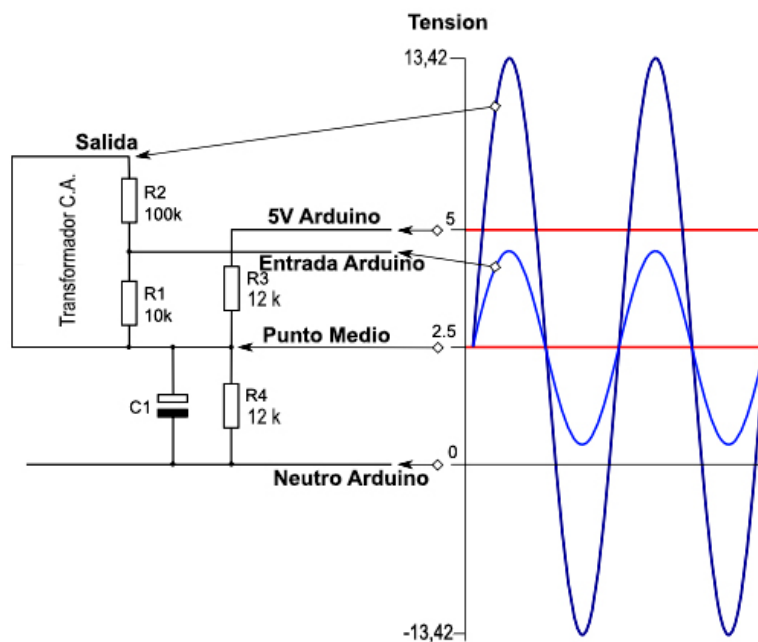 Tension
13,42
Salida
Transformador C.A.
R2
100k
5V Arduino
5
Entrada Arduino
R1
10k
R3
12 k
Punto Medio
2.5
C1
R4
12 k
0
Neutro Arduino
-13,42